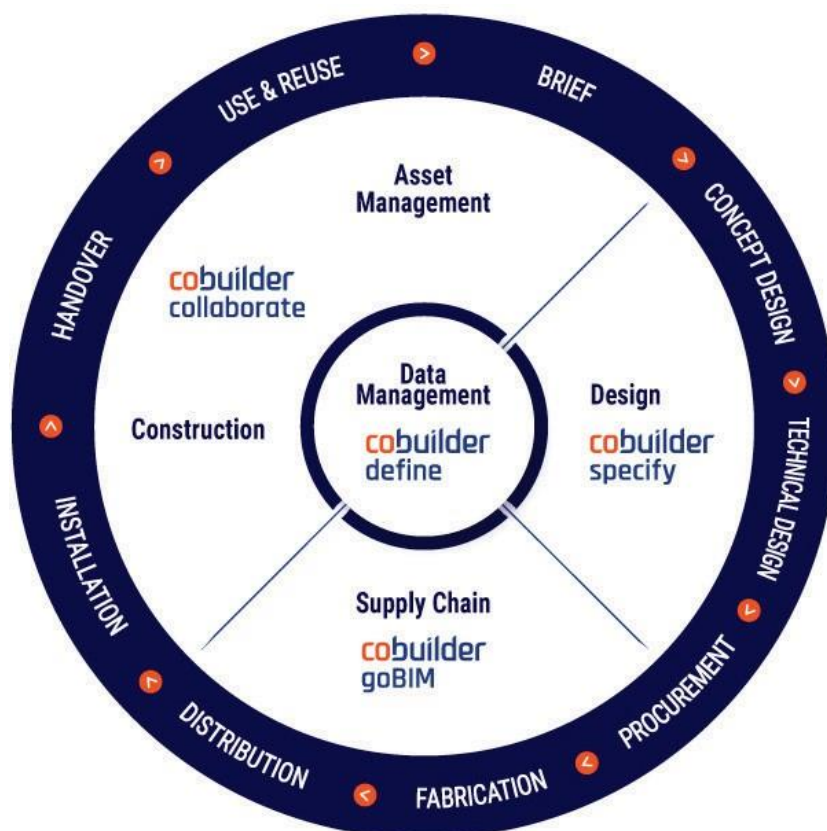 USE & REUSE
BRIEF
CONCEPT DESIGN
TECHNICAL DESIGN
PROCUREMENT
FABRICATION
DISTRIBUTION
INSTALLATION
HANDOVER
Asset
Management
cobuilder
collaborate
Construction
Data
Management
cobuilder
define
Design
cobuilder
specify
Supply Chain
cobuilder
goBIM